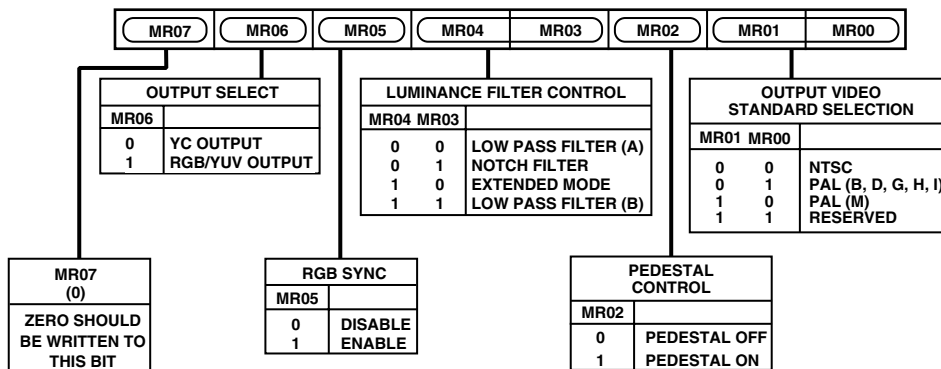 MR07 MR06 MR05 MR04 MR03 MR02 MR01 MR00
OUTPUT SELECT
MR06
0 YC OUTPUT
1 RGB/YUV OUTPUT
LUMINANCE FILTER CONTROL
MR04 MR03
0 0 LOW PASS FILTER (A)
0 1 NOTCH FILTER
1 0 EXTENDED MODE
1 1 LOW PASS FILTER (B)
OUTPUT VIDEO
STANDARD SELECTION
MR01 MR00
0 0 NTSC
0 1 PAL (B, D, G, H, I)
1 0 PAL (M)
1 1 RESERVED
MR07
(0)
ZERO SHOULD
BE WRITTEN TO
THIS BIT
RGB SYNC
MR05
0 DISABLE
1 ENABLE
PEDESTAL
CONTROL
MR02
0 PEDESTAL OFF
1 PEDESTAL ON